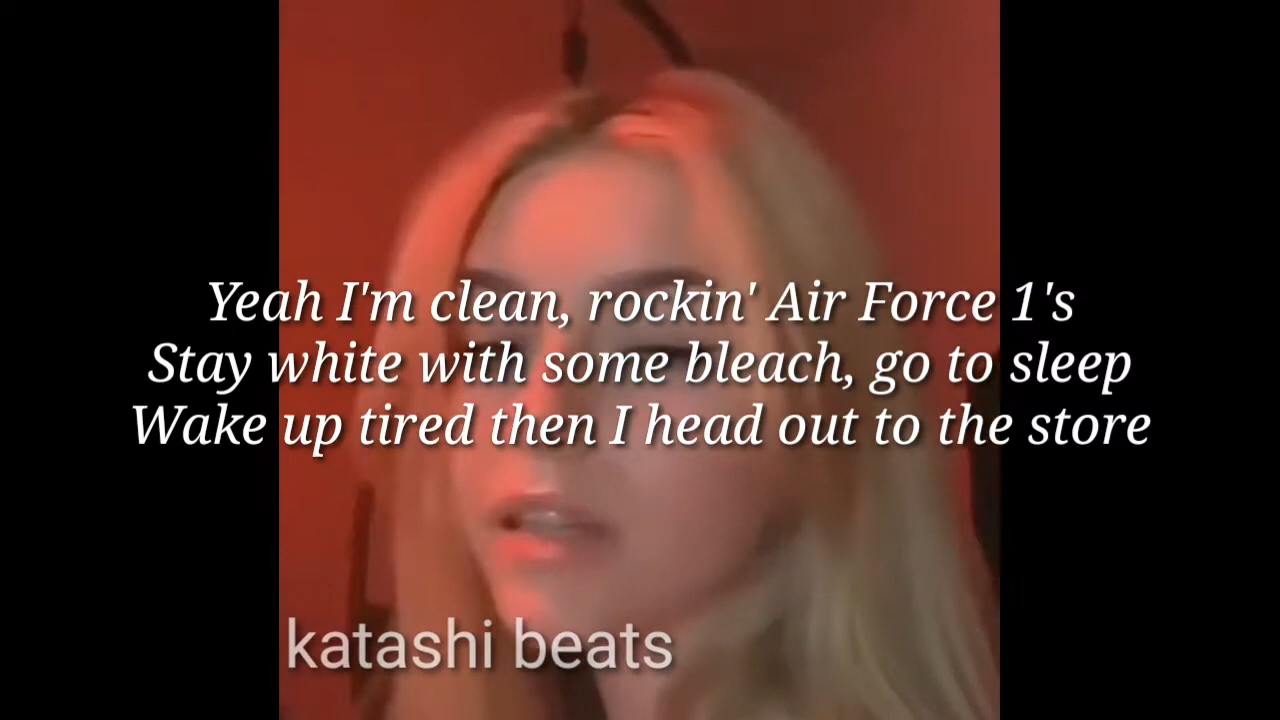 Yeah I'm clean, rockin' Air Force 1's
Stay white with some bleach, go to sleep
Wake up tired then I head out to the store
katashi beats